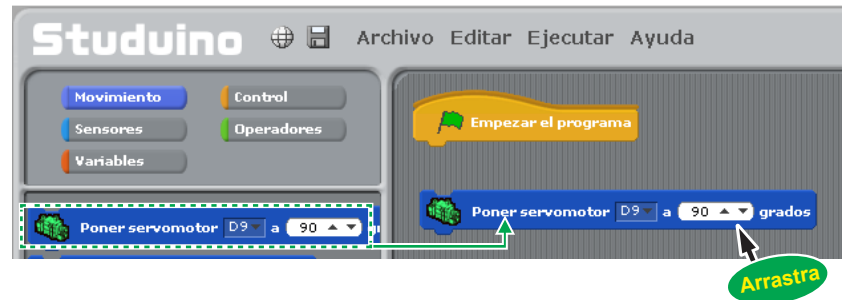 Studuino Archivo Editar Ejecutar Ayuda
Movimiento Control
Sensores Operadores
Variables
Empezar el programa
Poner servomotor D9 a 90
Poner servomotor D9 a 90 grados
Arrastra